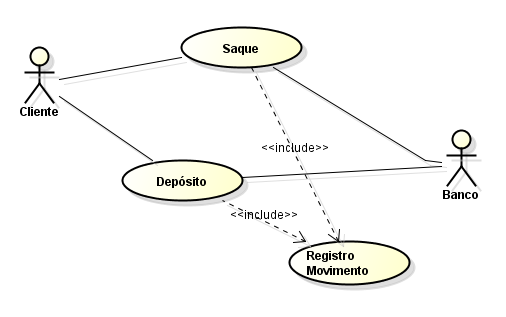 Saque
Cliente
<<include>>
Banco
Depósito
<<include>>
Registro
Movimento